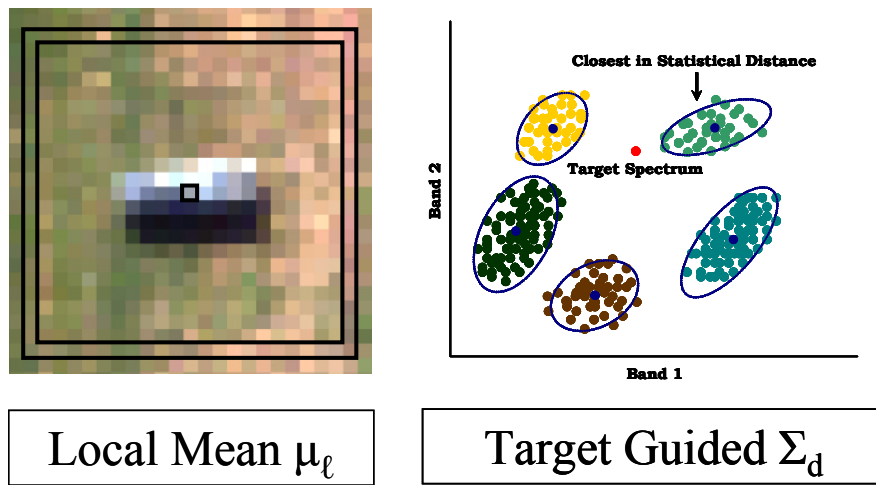 Closest in Statistical Distance
Target Spectrum
Band 2
Band 1
Local Mean μℓ
Target Guided Σd